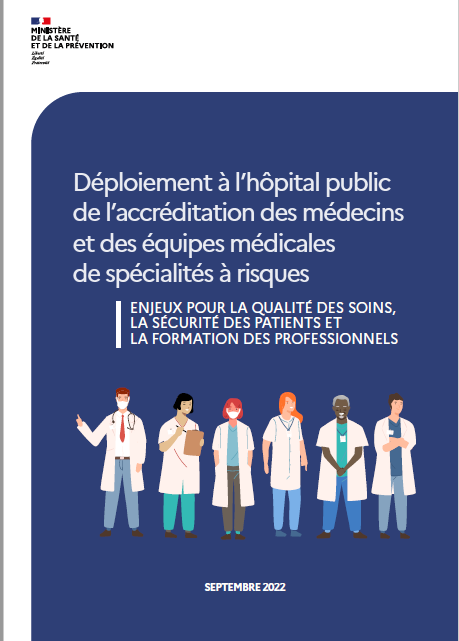 MINISTÈRE
DE LA SANTÉ
ET DE LA PRÉVENTION
Liberté
Égalité
Fraternité
Déploiement à l'hôpital public
de l'accréditation des médecins
et des équipes médicales
de spécialités à risques
ENJEUX POUR LA QUALITÉ DES SOINS,
LA SÉCURITÉ DES PATIENTS ET
LA FORMATION DES PROFESSIONNELS
SEPTEMBRE 2022